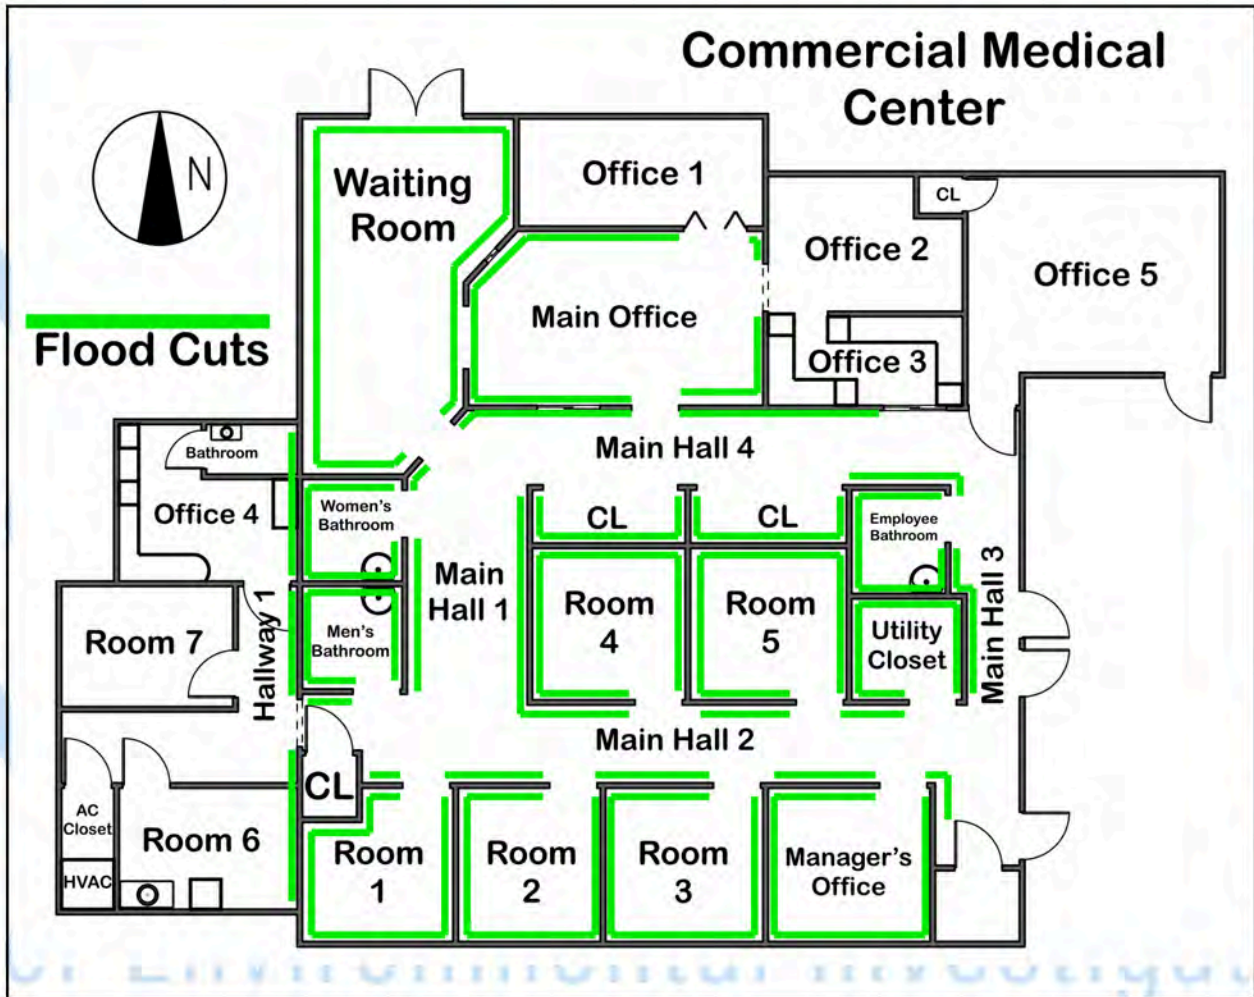 Commercial Medical
Center
N
Flood Cuts
Waiting
Room
Office 1
CL
Office 2
Office 5
Main Office
Office 3
Main Hall 4
Bathroom
Office 4
Women's
Bathroom
CL
CL
Employee
Bathroom
Main
Hall 1
Room
4
Room
5
Main Hall 3
Room 7
Hallway 1
Men's
Bathroom
Utility
Closet
Main Hall 2
CL
AC
Closet
HVAC
Room 6
Room
1
Room
2
Room
3
Manager's
Office
of Environmental Investigat